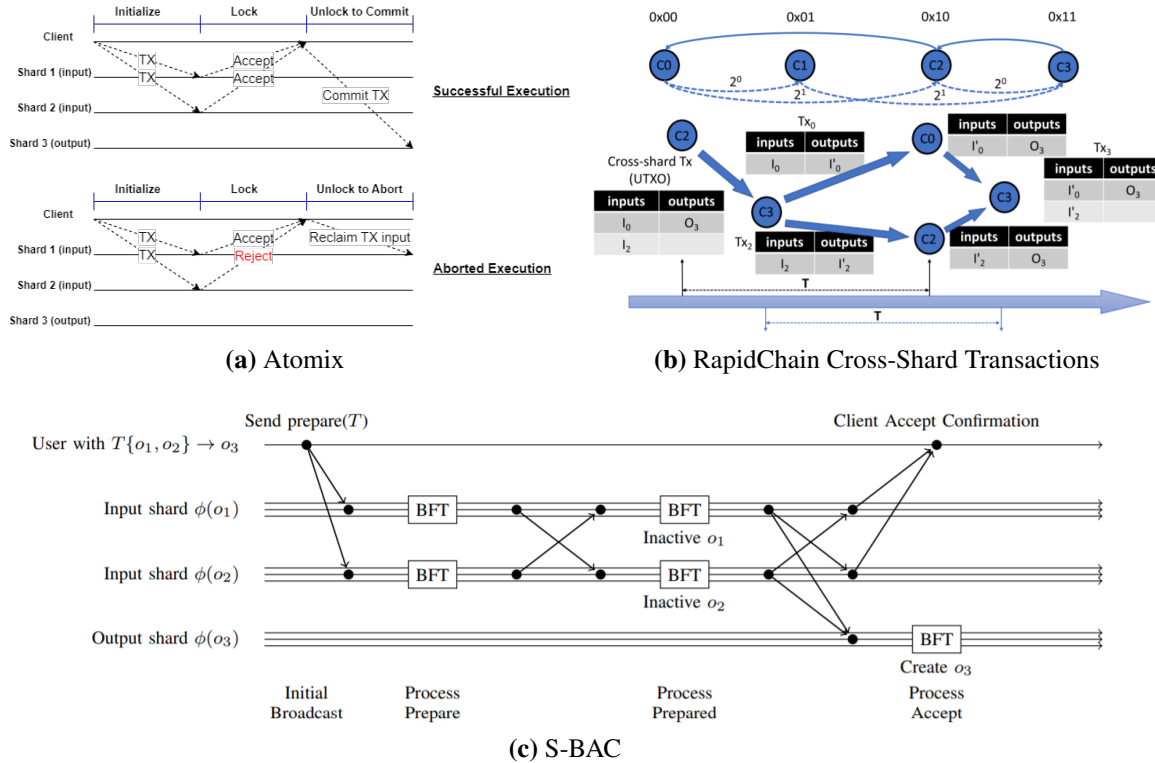 Initialize Lock Unlock to Commit
Client
TX Accept
Shard 1 (input)
TX Accept
Commit TX
Successful Execution
Shard 2 (input)
Shard 3 (output)
Initialize Lock Unlock to Abort
Client
TX Accept Reclaim TX input
Shard 1 (input)
TX Reject
Aborted Execution
Shard 2 (input)
Shard 3 (output)
(a) Atomix
0x00 0x01 0x10 0x11
C0 C1 C2 C3
2⁰ 2¹ 2¹ 2⁰
C2
Cross-shard Tx
(UTXO)
inputs outputs
I₀ O₃
I₂
C3
Tx₀
inputs outputs
I₀ I'₀
Tx₂
inputs outputs
I₂ I'₂
C0
inputs outputs
I'₀ O₃
C2
inputs outputs
I'₂ O₃
C3
Tx₃
inputs outputs
I'₀ O₃
I'₂
T
T
(b) RapidChain Cross-Shard Transactions
Send prepare(T) Client Accept Confirmation
User with T{o₁, o₂} → o₃
Input shard ϕ(o₁) BFT BFT
Inactive o₁
Input shard ϕ(o₂) BFT BFT
Inactive o₂
Output shard ϕ(o₃) BFT
Create o₃
Initial Process Process Process
Broadcast Prepare Prepared Accept
(c) S-BAC